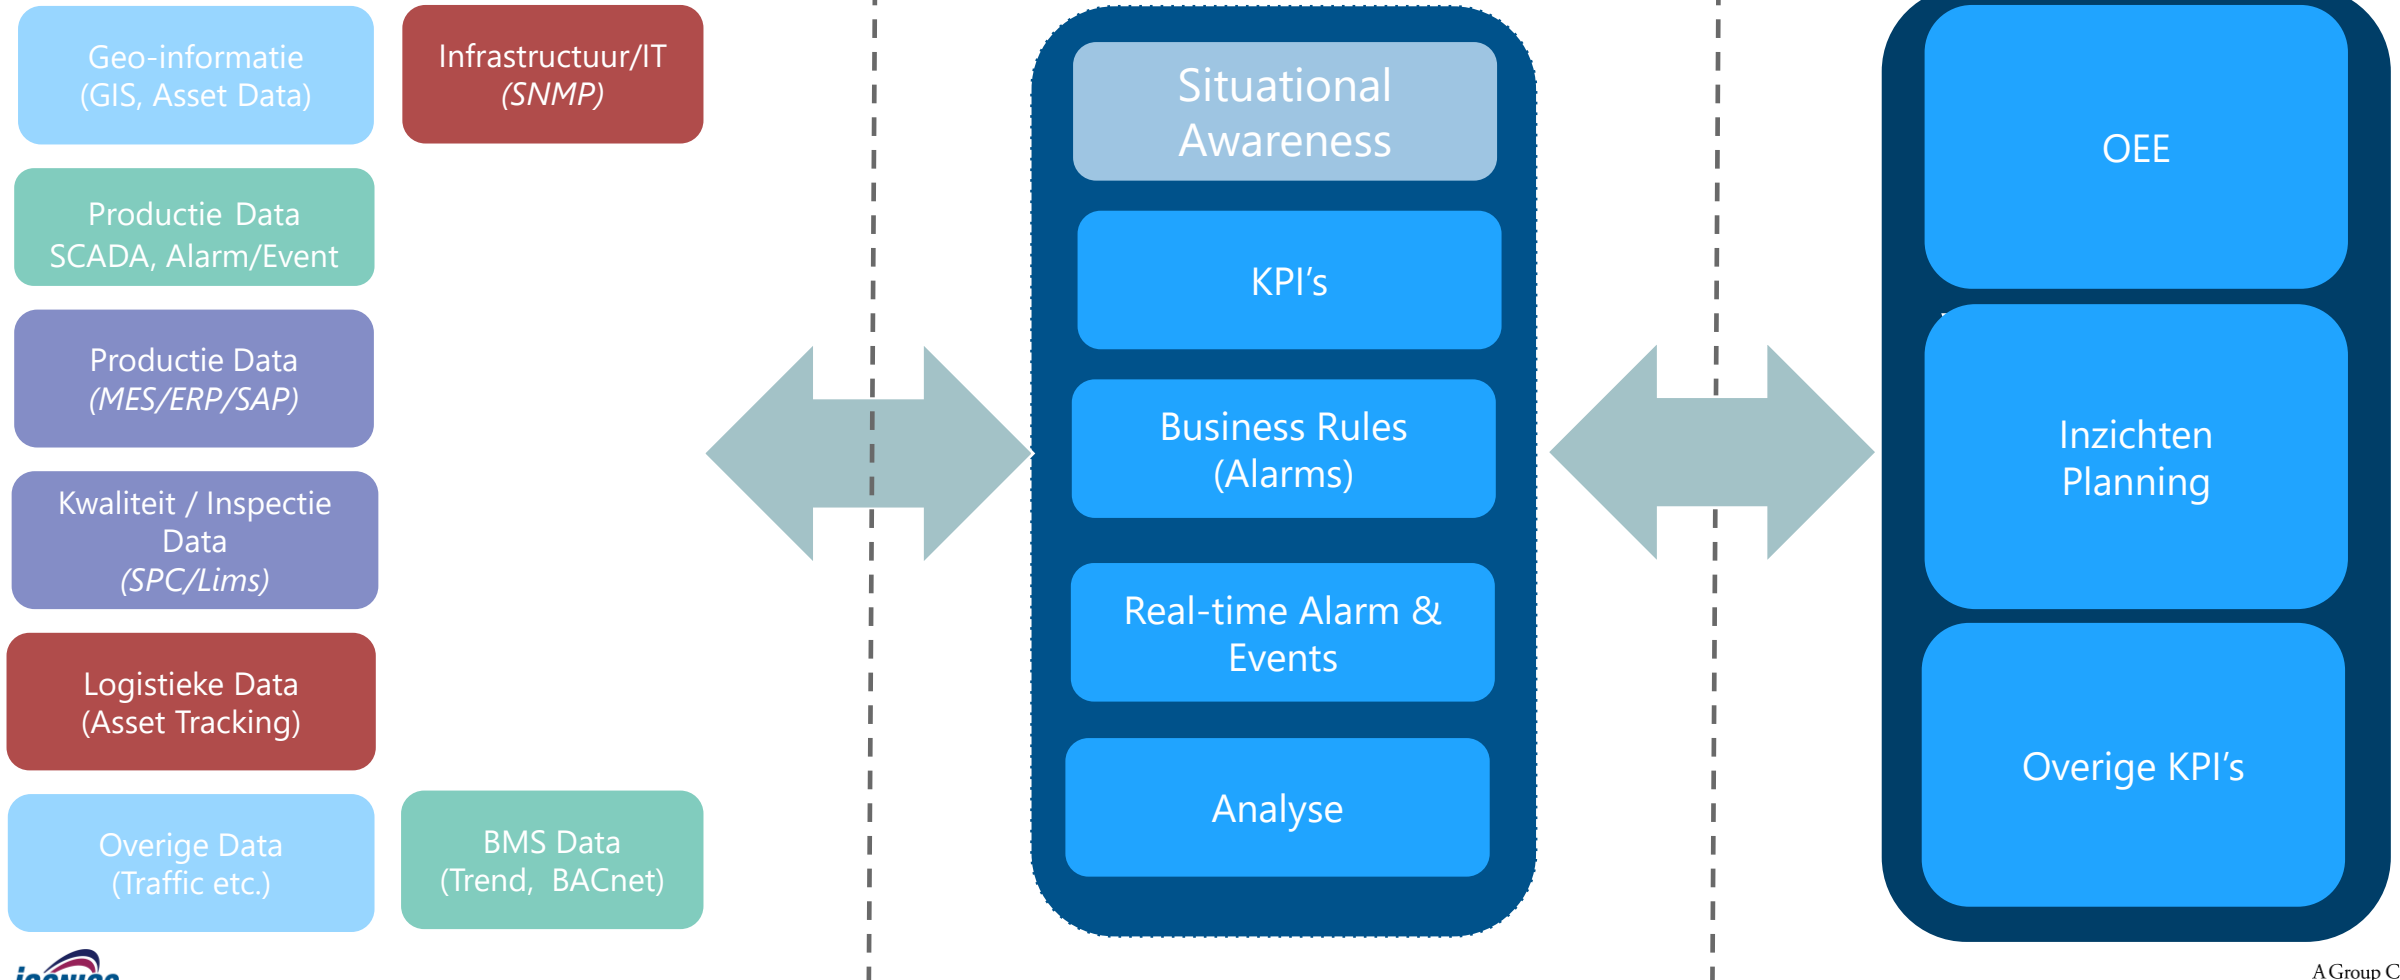 Geo-informatie
(GIS, Asset Data)
Infrastructuur/IT
(SNMP)
Productie Data
SCADA, Alarm/Event
Productie Data
(MES/ERP/SAP)
Kwaliteit / Inspectie
Data
(SPC/Lims)
Logistieke Data
(Asset Tracking)
Overige Data
(Traffic etc.)
BMS Data
(Trend, BACnet)
Situational
Awareness
KPI's
Business Rules
(Alarms)
Real-time Alarm &
Events
Analyse
OEE
Inzichten
Planning
Overige KPI's
A Group C